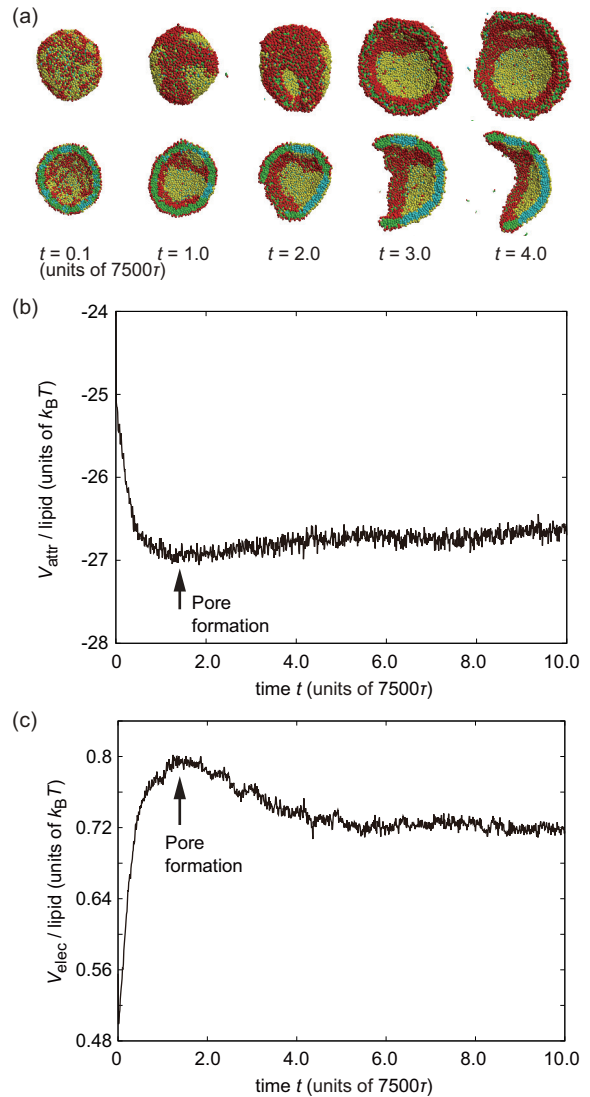 (a)
t = 0.1 t = 1.0 t = 2.0 t = 3.0 t = 4.0
(units of 7500τ)
(b)
-24
-25
-26
-27
-28
V_attr / lipid (units of k_BT)
Pore
formation
0 2.0 4.0 6.0 8.0 10.0
time t (units of 7500τ)
(c)
0.8
0.72
0.64
0.56
0.48
V_elec / lipid (units of k_BT)
Pore
formation
0 2.0 4.0 6.0 8.0 10.0
time t (units of 7500τ)